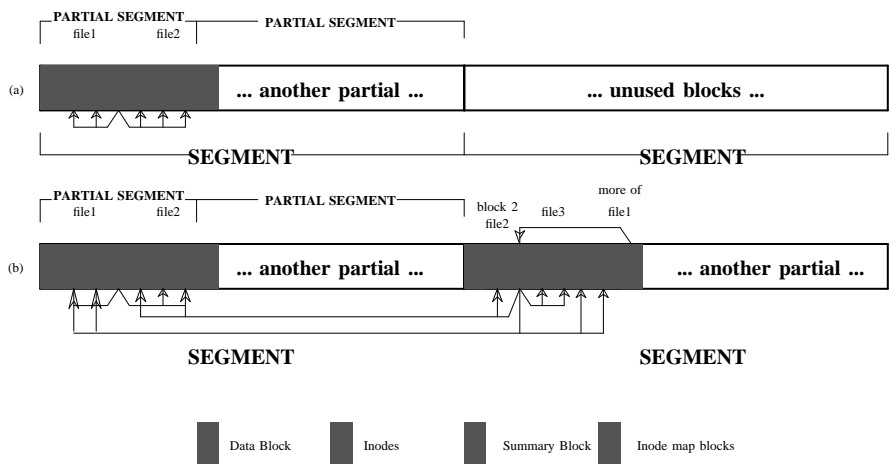 PARTIAL SEGMENT
file1 file2
PARTIAL SEGMENT
(a)
... another partial ... ... unused blocks ...
SEGMENT SEGMENT
PARTIAL SEGMENT
file1 file2
PARTIAL SEGMENT
block 2
file2
file3
more of
file1
(b)
... another partial ... ... another partial ...
SEGMENT SEGMENT
Data Block Inodes Summary Block Inode map blocks